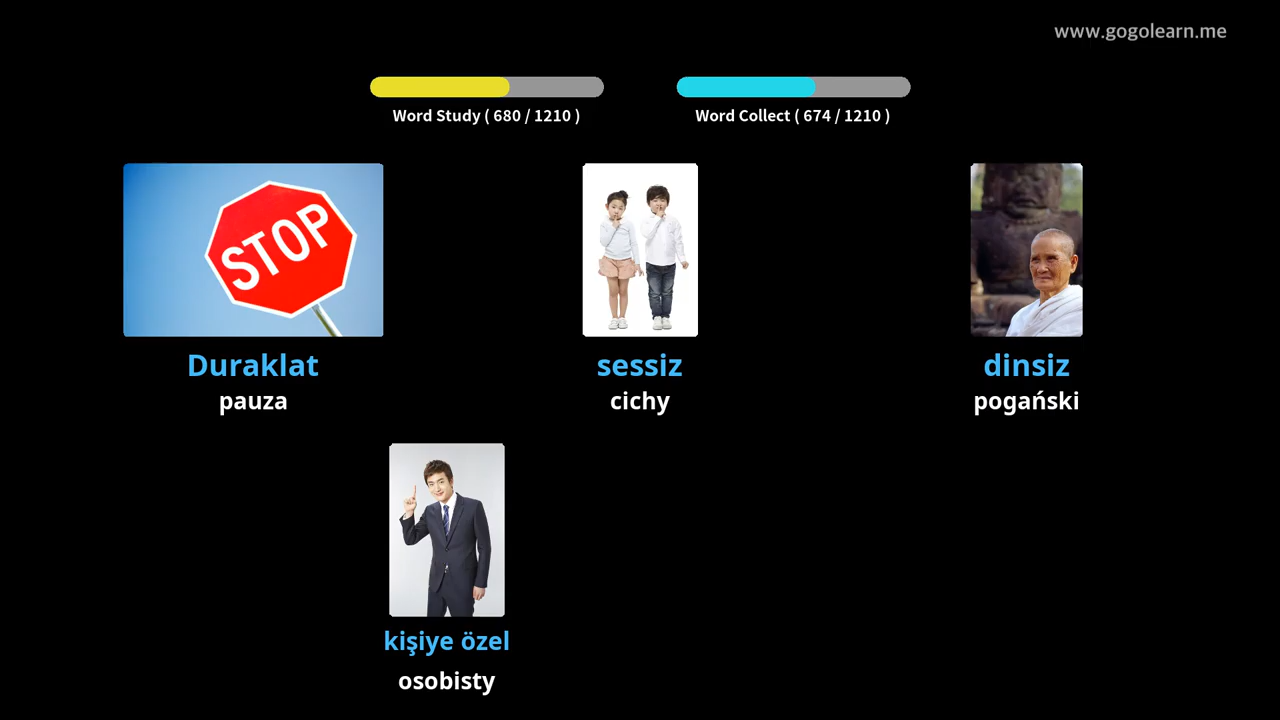 www.gogolearn.me
Word Study ( 680 / 1210 )
Word Collect ( 674 / 1210 )
STOP
Duraklat
pauza
sessiz
cichy
dinsiz
pogański
kişiye özel
osobisty